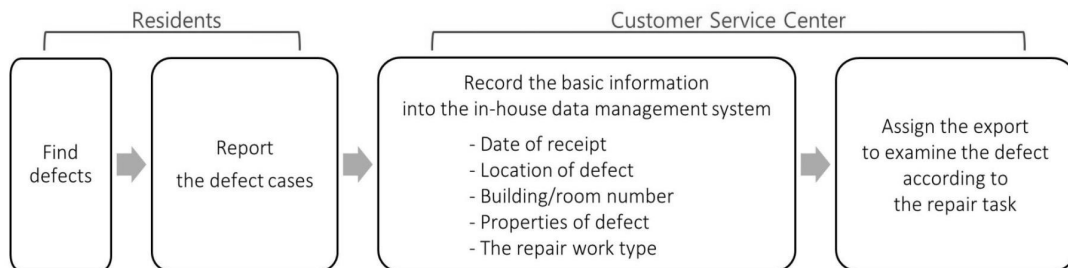 Residents
Customer Service Center
Find
defects
Report
the defect cases
Record the basic information
into the in-house data management system
- Date of receipt
- Location of defect
- Building/room number
- Properties of defect
- The repair work type
Assign the export
to examine the defect
according to
the repair task